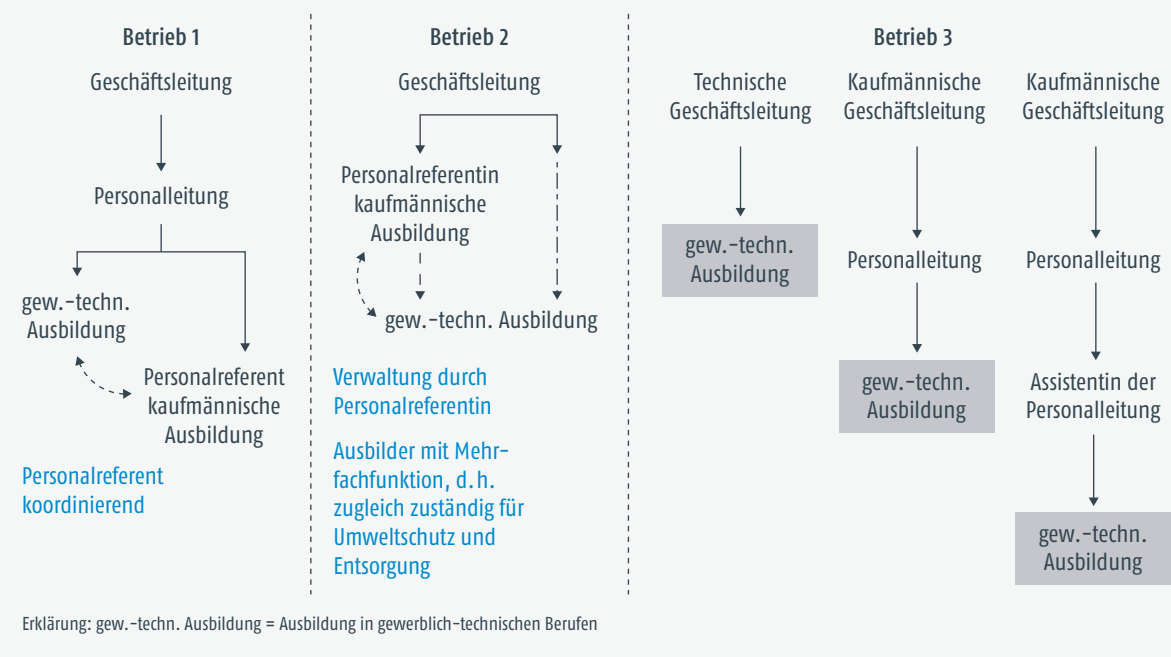 Betrieb 1
Geschäftsleitung
Personalleitung
gew.-techn.
Ausbildung
Personalreferent
kaufmännische
Ausbildung
Personalreferent
koordinierend
Betrieb 2
Geschäftsleitung
Personalreferentin
kaufmännische
Ausbildung
gew.-techn. Ausbildung
Verwaltung durch
Personalreferentin
Ausbilder mit Mehr-
fachfunktion, d. h.
zugleich zuständig für
Umweltschutz und
Entsorgung
Betrieb 3
Technische
Geschäftsleitung
gew.-techn.
Ausbildung
Kaufmännische
Geschäftsleitung
Personalleitung
gew.-techn.
Ausbildung
Kaufmännische
Geschäftsleitung
Personalleitung
Assistentin der
Personalleitung
gew.-techn.
Ausbildung
Erklärung: gew.-techn. Ausbildung = Ausbildung in gewerblich-technischen Berufen